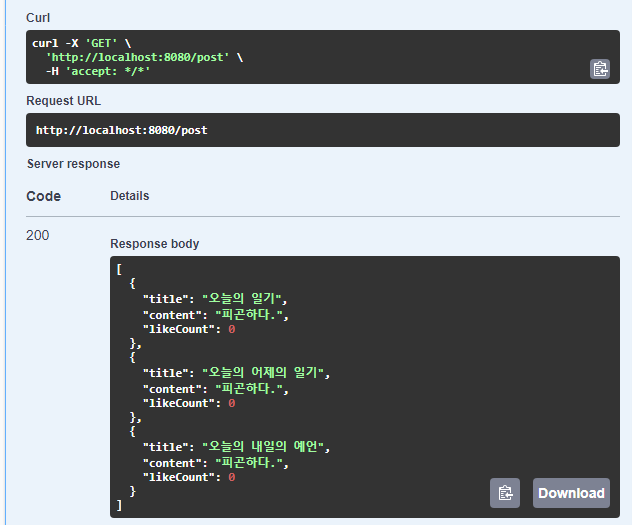 Curl
curl -X 'GET' \
  'http://localhost:8080/post' \
  -H 'accept: */*'
Request URL
http://localhost:8080/post
Server response
Code Details
200
Response body
[
  {
    "title": "오늘의 일기",
    "content": "피곤하다.",
    "likeCount": 0
  },
  {
    "title": "오늘의 어제의 일기",
    "content": "피곤하다.",
    "likeCount": 0
  },
  {
    "title": "오늘의 내일의 예언",
    "content": "피곤하다.",
    "likeCount": 0
  }
]
Download